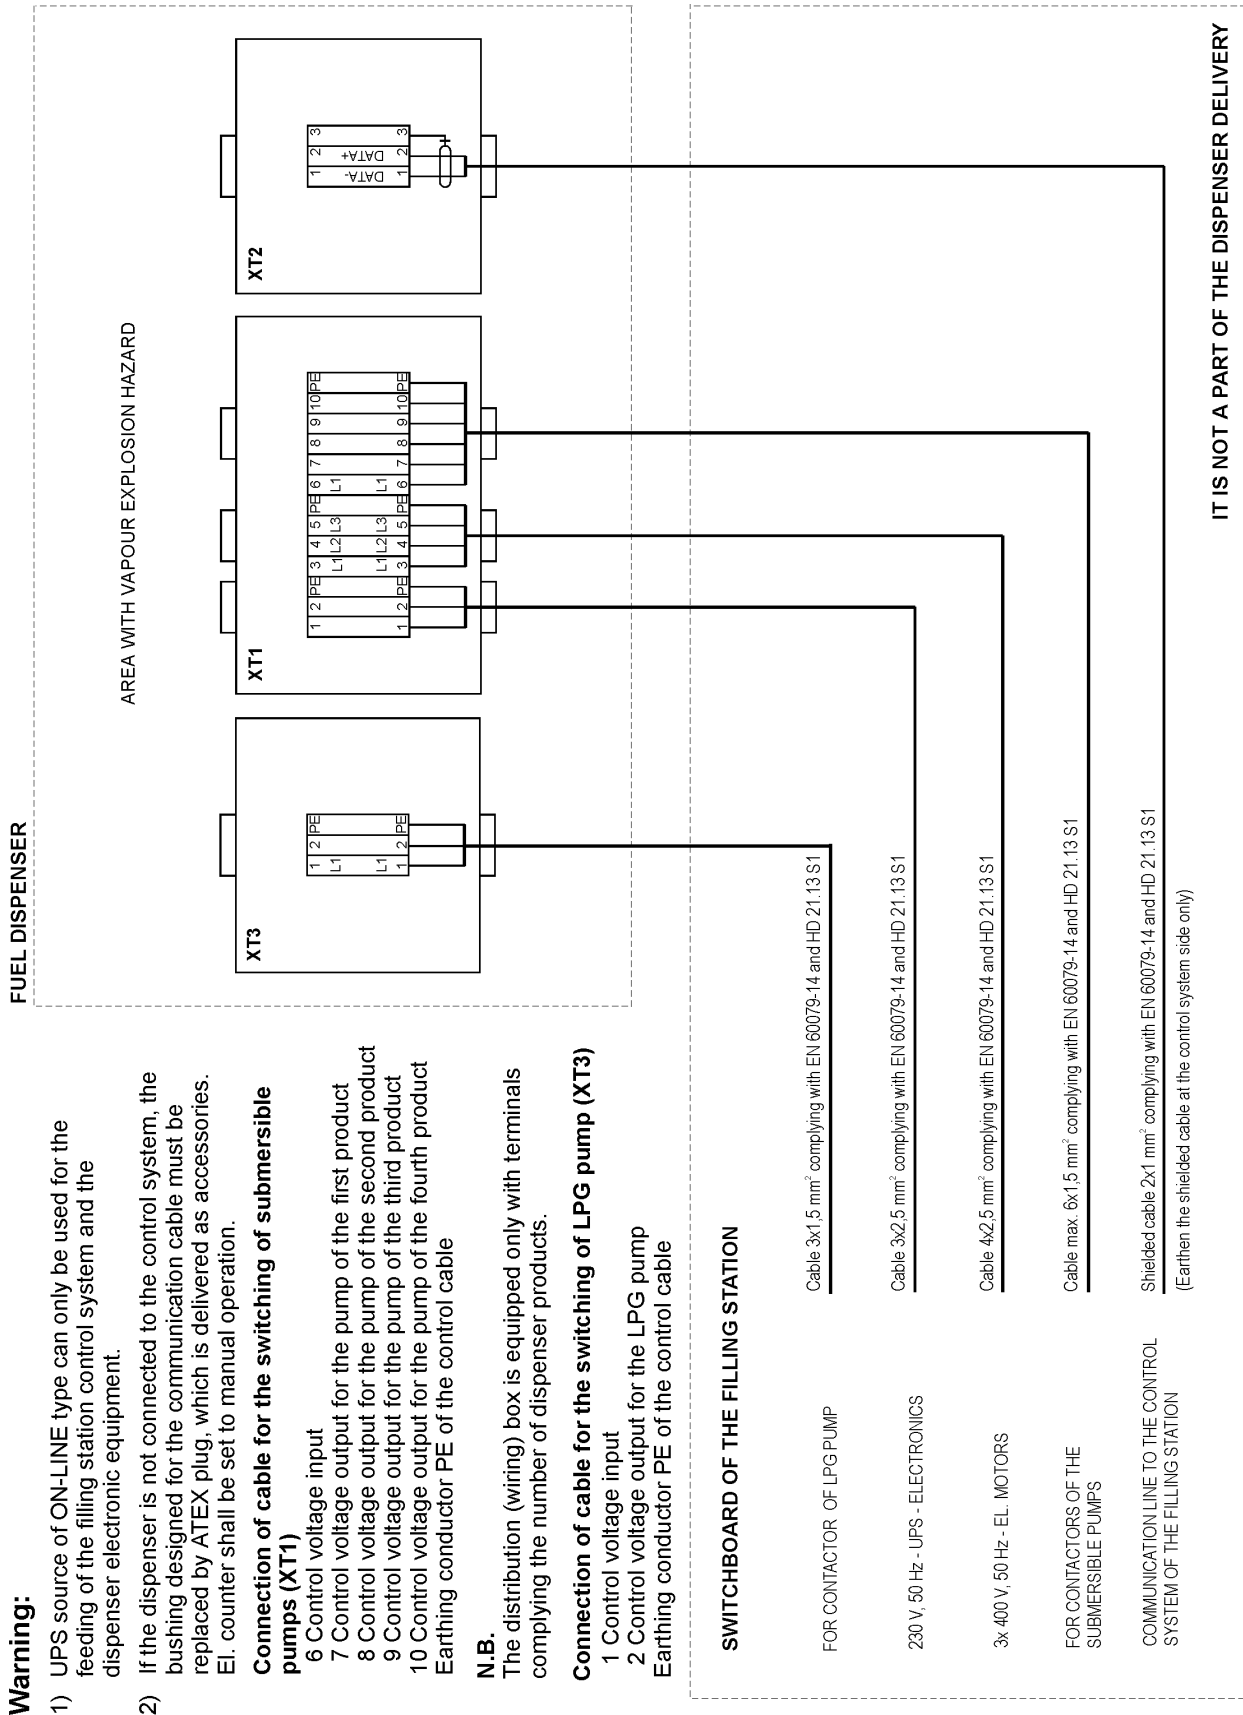 Warning:
1) UPS source of ON-LINE type can only be used for the
feeding of the filling station control system and the
dispenser electronic equipment.
2) If the dispenser is not connected to the control system, the
bushing designed for the communication cable must be
replaced by ATEX plug, which is delivered as accessories.
El. counter shall be set to manual operation.
Connection of cable for the switching of submersible
pumps (XT1)
6 Control voltage input
7 Control voltage output for the pump of the first product
8 Control voltage output for the pump of the second product
9 Control voltage output for the pump of the third product
10 Control voltage output for the pump of the fourth product
Earthing conductor PE of the control cable
N.B.
The distribution (wiring) box is equipped only with terminals
complying the number of dispenser products.
Connection of cable for the switching of LPG pump (XT3)
1 Control voltage input
2 Control voltage output for the LPG pump
Earthing conductor PE of the control cable
FUEL DISPENSER
AREA WITH VAPOUR EXPLOSION HAZARD
XT3
1 2 PE
L1
L1
1 2 PE
XT1
1 2 PE 3 4 5 PE 6 7 8 9 10 PE
L1 L2 L3 L1
L1 L2 L3 L1
1 2 PE 3 4 5 PE 6 7 8 9 10 PE
XT2
1 2 3
DATA-
DATA+
1 2 3
SWITCHBOARD OF THE FILLING STATION
FOR CONTACTOR OF LPG PUMP
Cable 3x1,5 mm² complying with EN 60079-14 and HD 21.13 S1
230 V, 50 Hz - UPS - ELECTRONICS
Cable 3x2,5 mm² complying with EN 60079-14 and HD 21.13 S1
3x 400 V, 50 Hz - EL. MOTORS
Cable 4x2,5 mm² complying with EN 60079-14 and HD 21.13 S1
FOR CONTACTORS OF THE
SUBMERSIBLE PUMPS
Cable max. 6x1,5 mm² complying with EN 60079-14 and HD 21.13 S1
COMMUNICATION LINE TO THE CONTROL
SYSTEM OF THE FILLING STATION
Shielded cable 2x1 mm² complying with EN 60079-14 and HD 21.13 S1
(Earthen the shielded cable at the control system side only)
IT IS NOT A PART OF THE DISPENSER DELIVERY